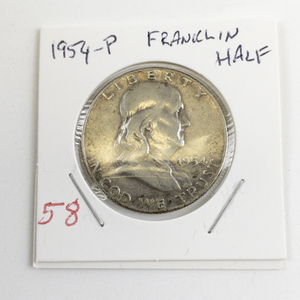 1954-P FRANKLIN
HALF
LIBERTY
1954
IN GOD WE TRUST
58